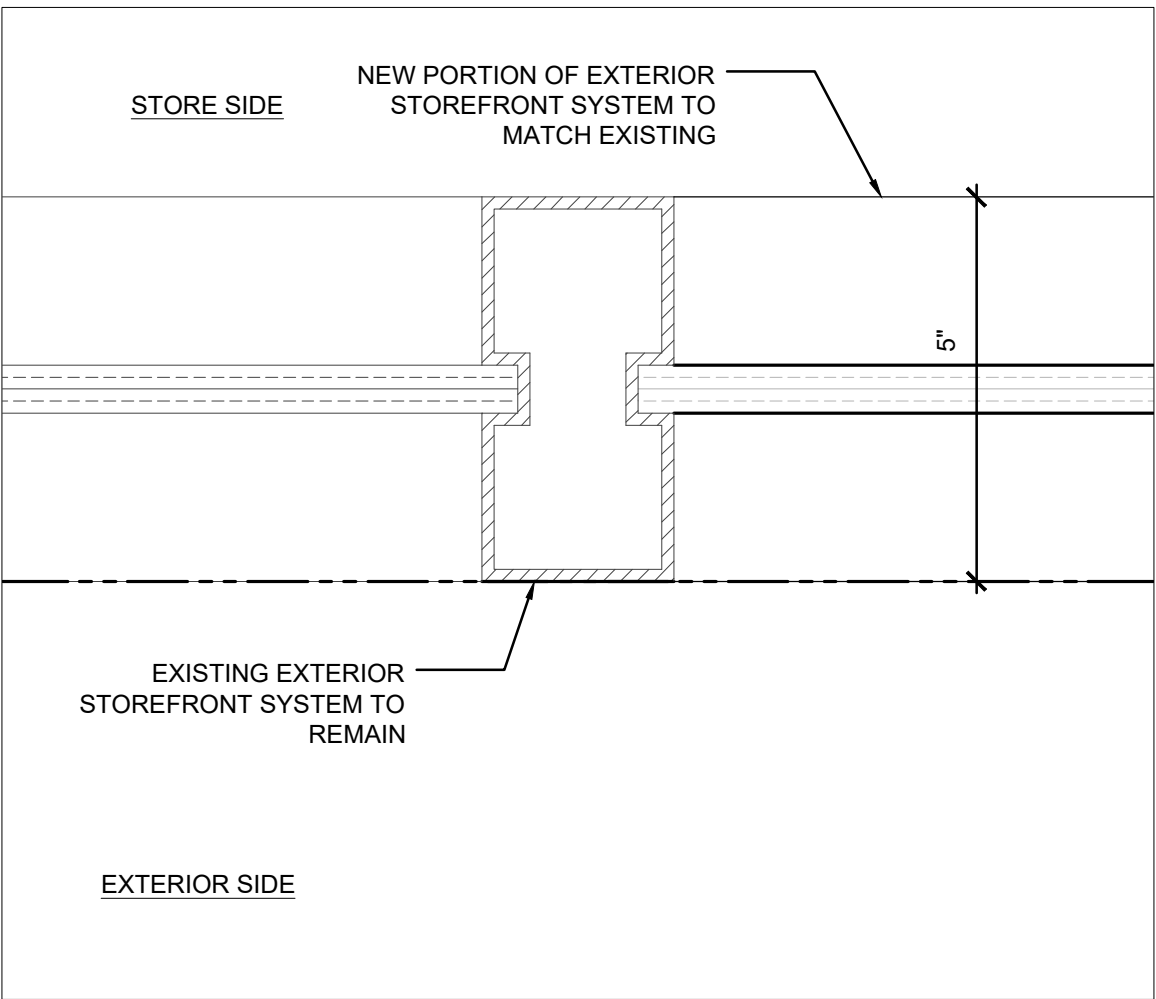 STORE SIDE
NEW PORTION OF EXTERIOR
STOREFRONT SYSTEM TO
MATCH EXISTING
5"
EXISTING EXTERIOR
STOREFRONT SYSTEM TO
REMAIN
EXTERIOR SIDE